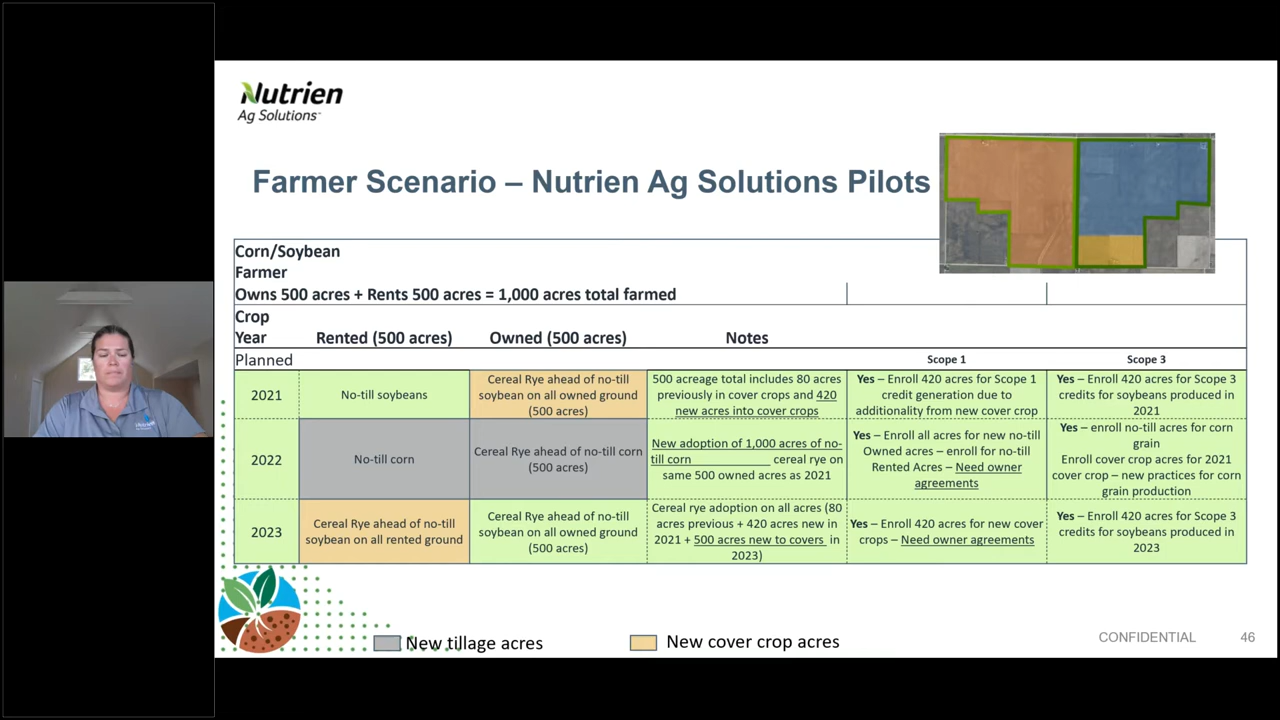 Nutrien
Ag Solutions™
Farmer Scenario – Nutrien Ag Solutions Pilots
Corn/Soybean
Farmer
Owns 500 acres + Rents 500 acres = 1,000 acres total farmed
Crop
Year
Rented (500 acres)
Owned (500 acres)
Notes
Planned
Scope 1
Scope 3
2021
No-till soybeans
Cereal Rye ahead of no-till
soybean on all owned ground
(500 acres)
500 acreage total includes 80 acres
previously in cover crops and 420
new acres into cover crops
Yes – Enroll 420 acres for Scope 1
credit generation due to
additionality from new cover crop
Yes – Enroll 420 acres for Scope 3
credits for soybeans produced in
2021
2022
No-till corn
Cereal Rye ahead of no-till corn
(500 acres)
New adoption of 1,000 acres of no-
till corn cereal rye on
same 500 owned acres as 2021
Yes – Enroll all acres for new no-till
Owned acres – enroll for no-till
Rented Acres – Need owner
agreements
Yes – enroll no-till acres for corn
grain
Enroll cover crop acres for 2021
cover crop – new practices for corn
grain production
2023
Cereal Rye ahead of no-till
soybean on all rented ground
Cereal Rye ahead of no-till
soybean on all owned ground
(500 acres)
Cereal rye adoption on all acres (80
acres previous + 420 acres new in
2021 + 500 acres new to covers in
2023)
Yes – Enroll 420 acres for new cover
crops – Need owner agreements
Yes – Enroll 420 acres for Scope 3
credits for soybeans produced in
2023
New tillage acres
New cover crop acres
CONFIDENTIAL
46